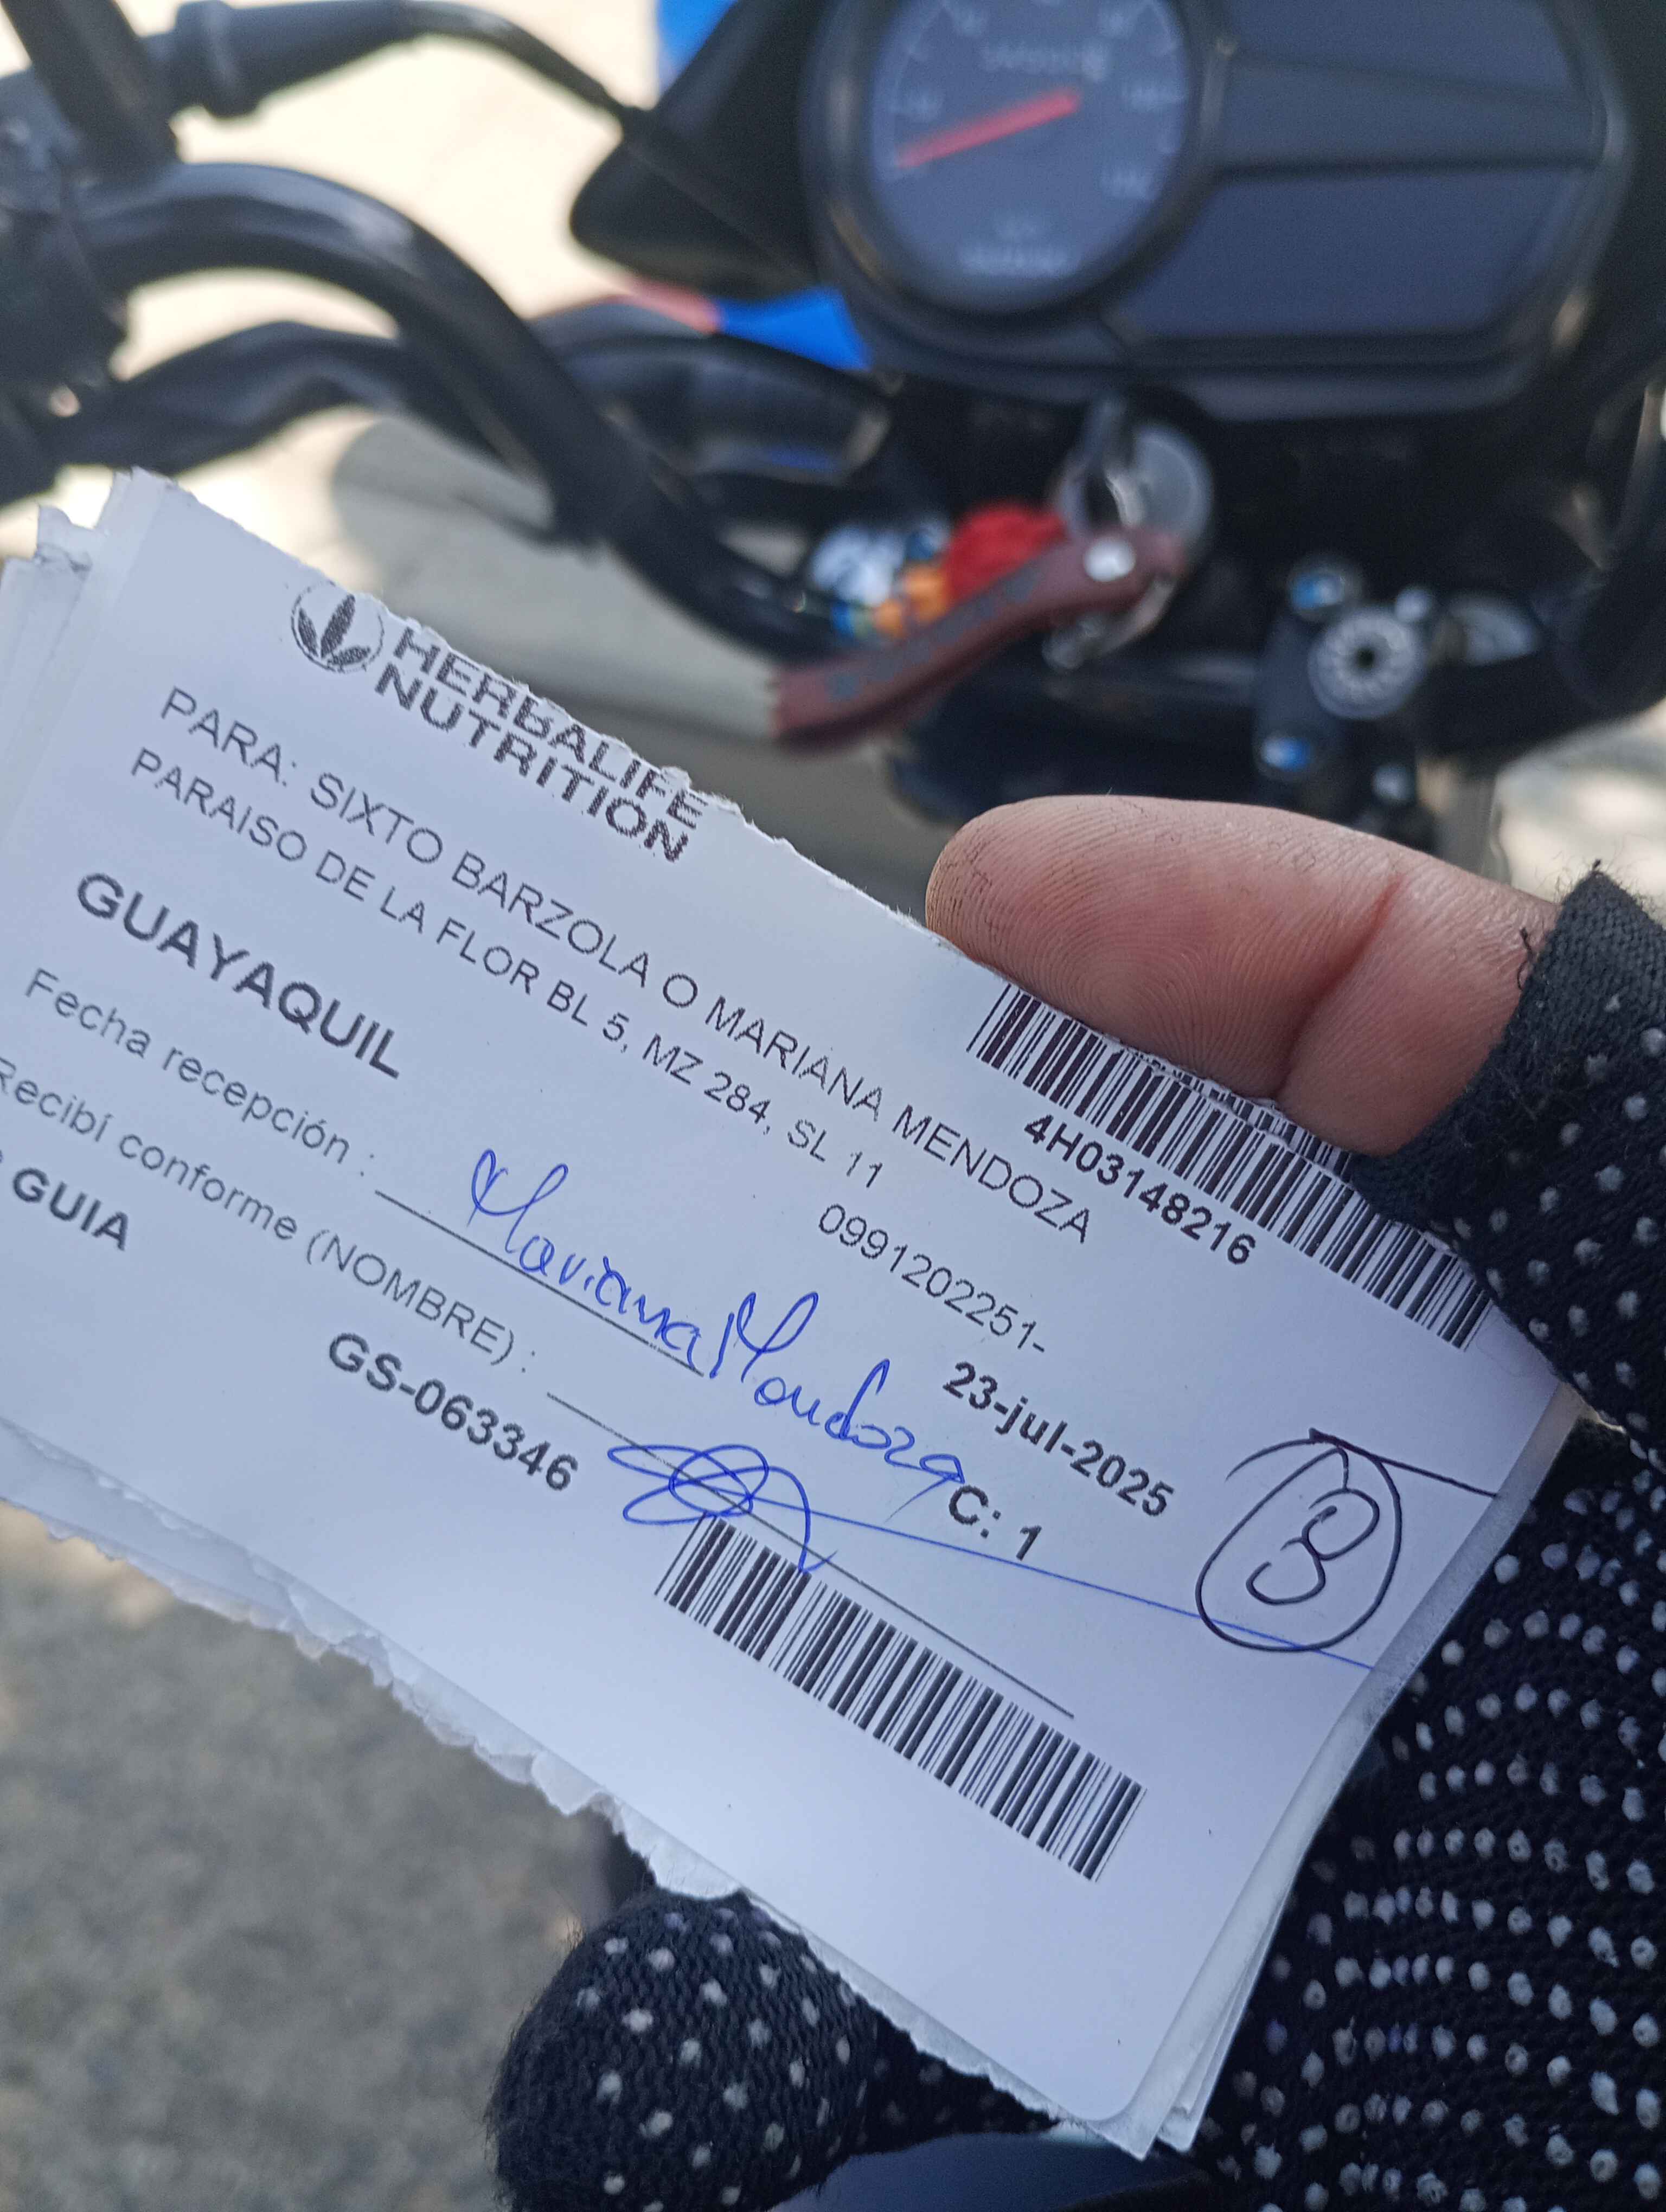 HERBALIFE
NUTRITION
4H03148216
PARA: SIXTO BARZOLA O MARIANA MENDOZA
PARAISO DE LA FLOR BL 5, MZ 284, SL 11
0991202251-
GUAYAQUIL
23-jul-2025
Fecha recepción :
Mariana Mendoza
Recibí conforme (NOMBRE) :
C: 1
3
GUIA
GS-063346